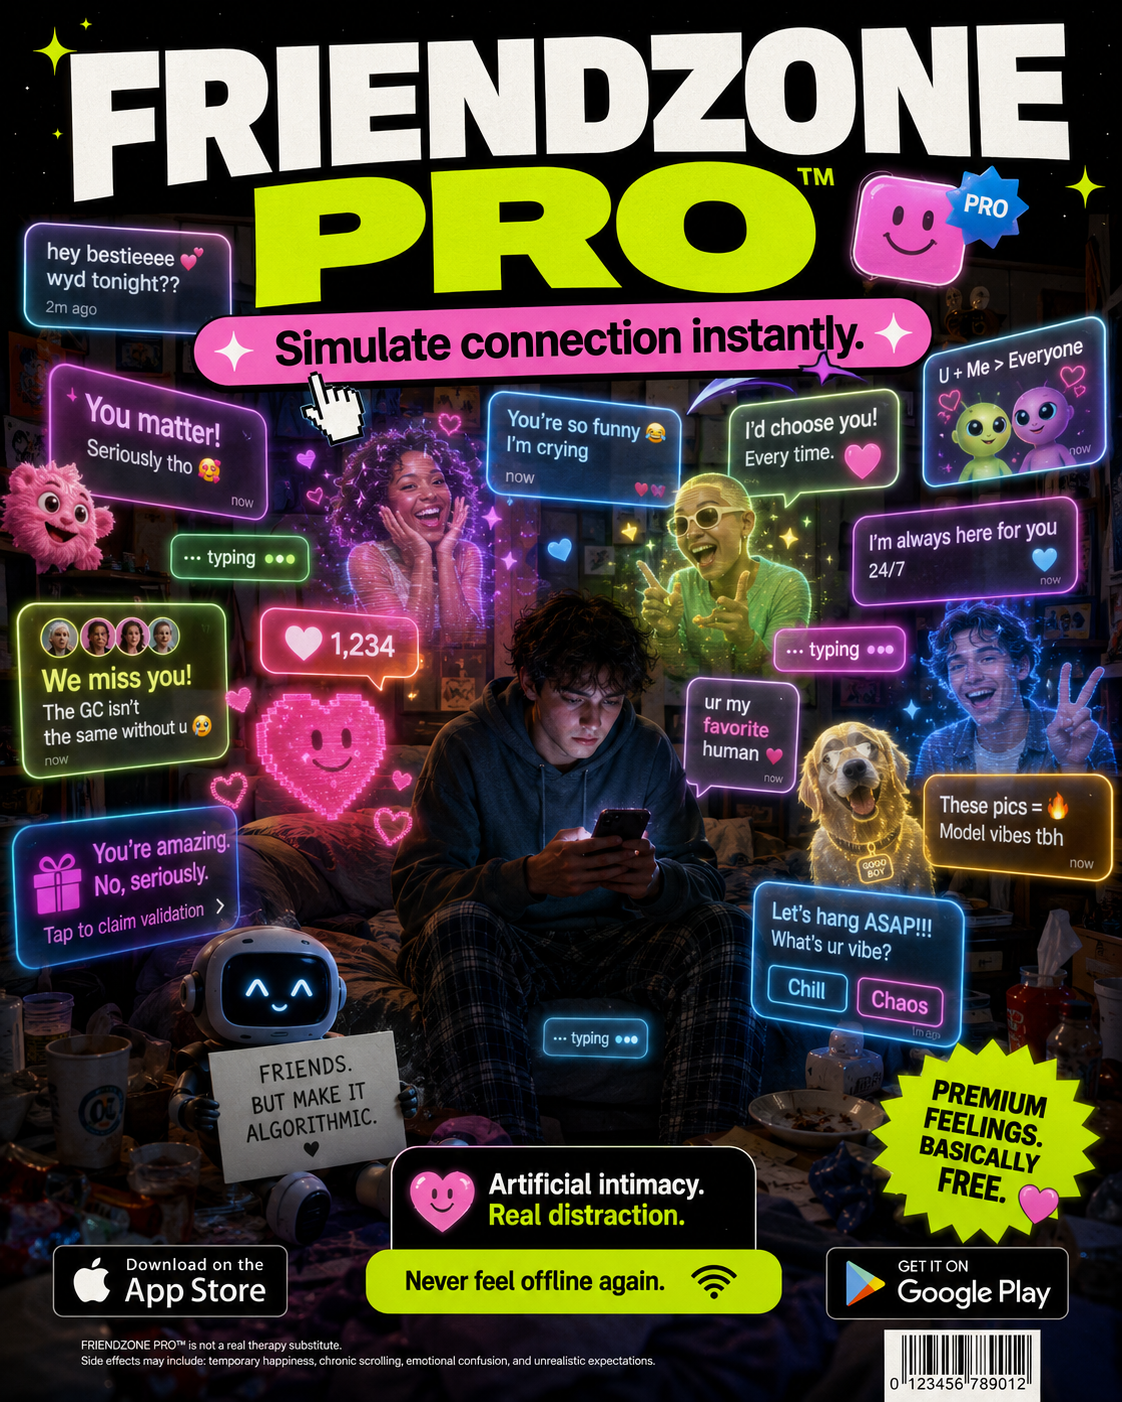 FRIENDZONE
PRO™
PRO
hey bestieeee 💕
wyd tonight??
2m ago
Simulate connection instantly.
U + Me > Everyone
now
You matter!
Seriously tho 🥰
now
You're so funny 😂
I'm crying
now
I'd choose you!
Every time.
I'm always here for you
24/7
now
••• typing •••
We miss you!
The GC isn't
the same without u 🥹
now
1,234
••• typing •••
ur my
favorite
human ♥
now
GOOD
BOY
These pics = 🔥
Model vibes tbh
now
You're amazing.
No, seriously.
Tap to claim validation >
Let's hang ASAP!!!
What's ur vibe?
Chill
Chaos
1m ago
••• typing •••
FRIENDS.
BUT MAKE IT
ALGORITHMIC.
♥
PREMIUM
FEELINGS.
BASICALLY
FREE.
Artificial intimacy.
Real distraction.
Never feel offline again.
Download on the
App Store
GET IT ON
Google Play
FRIENDZONE PRO™ is not a real therapy substitute.
Side effects may include: temporary happiness, chronic scrolling, emotional confusion, and unrealistic expectations.
0 123456 789012